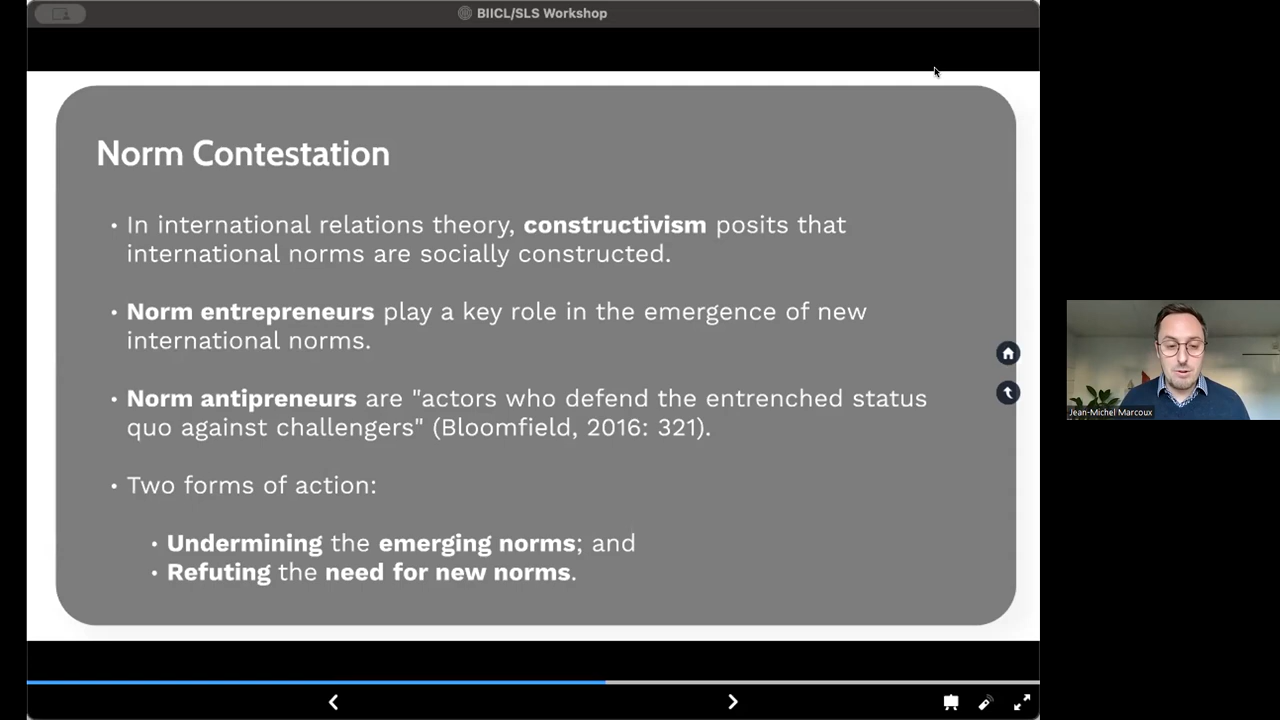 BIICL/SLS Workshop
Norm Contestation
• In international relations theory, constructivism posits that
international norms are socially constructed.
• Norm entrepreneurs play a key role in the emergence of new
international norms.
• Norm antipreneurs are "actors who defend the entrenched status
quo against challengers" (Bloomfield, 2016: 321).
• Two forms of action:
• Undermining the emerging norms; and
• Refuting the need for new norms.
Jean-Michel Marcoux